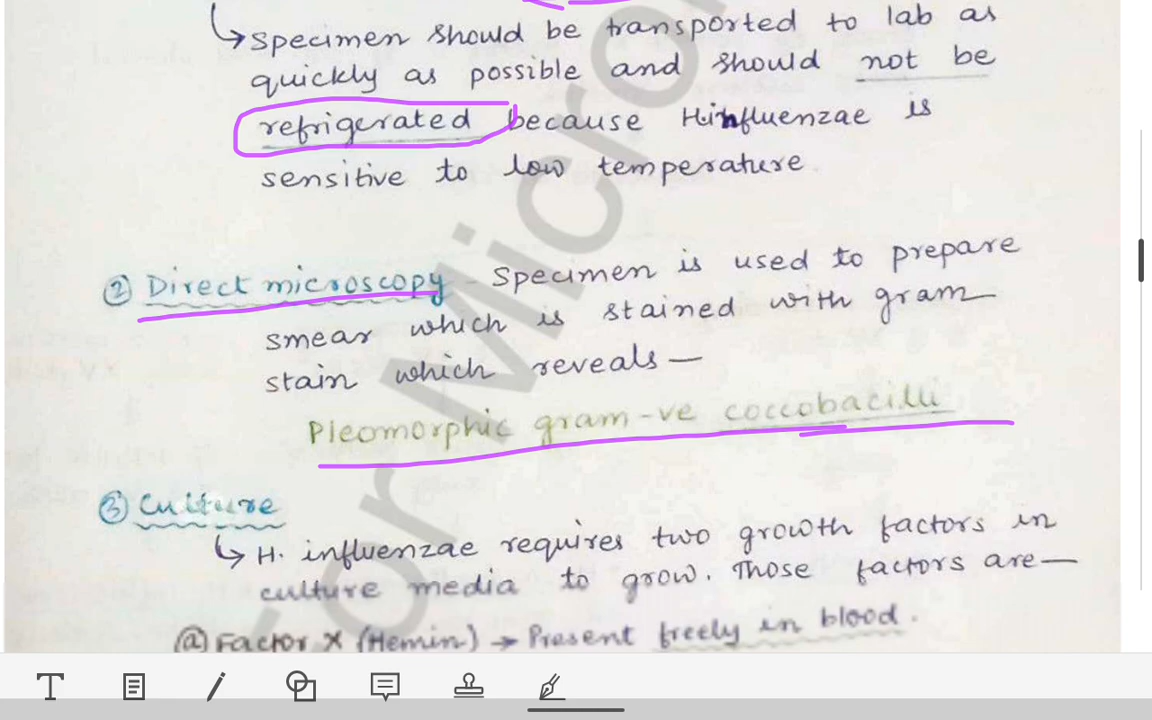 ↳ specimen should be transported to lab as
quickly as possible and should not be
refrigerated because H.influenzae is
sensitive to low temperature.
② Direct microscopy - Specimen is used to prepare
smear which is stained with gram
stain which reveals —
Pleomorphic gram -ve coccobacilli
③ Culture
↳ H. influenzae requires two growth factors in
culture media to grow. Those factors are —
ⓐ Factor X (Hemin) → Present freely in blood.
For Micro
T